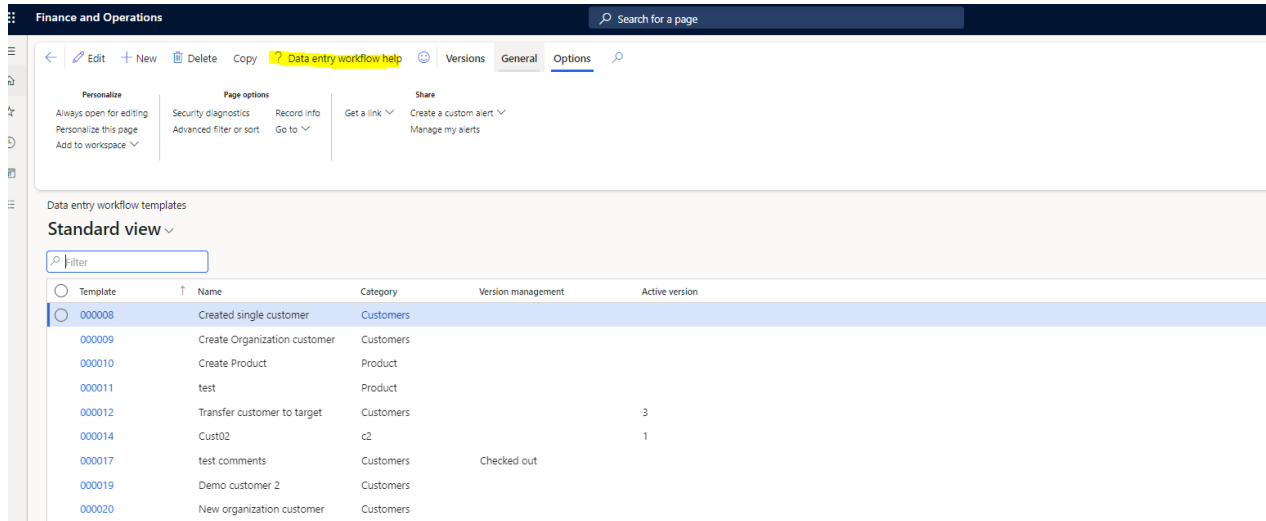 Finance and Operations Search for a page
Edit New Delete Copy Data entry workflow help Versions General Options
Personalize Page options Share
Always open for editing Security diagnostics Record info Get a link Create a custom alert
Personalize this page Advanced filter or sort Go to Manage my alerts
Add to workspace
Data entry workflow templates
Standard view
Filter
Template Name Category Version management Active version
000008 Created single customer Customers
000009 Create Organization customer Customers
000010 Create Product Product
000011 test Product
000012 Transfer customer to target Customers 3
000014 Cust02 c2 1
000017 test comments Customers Checked out
000019 Demo customer 2 Customers
000020 New organization customer Customers